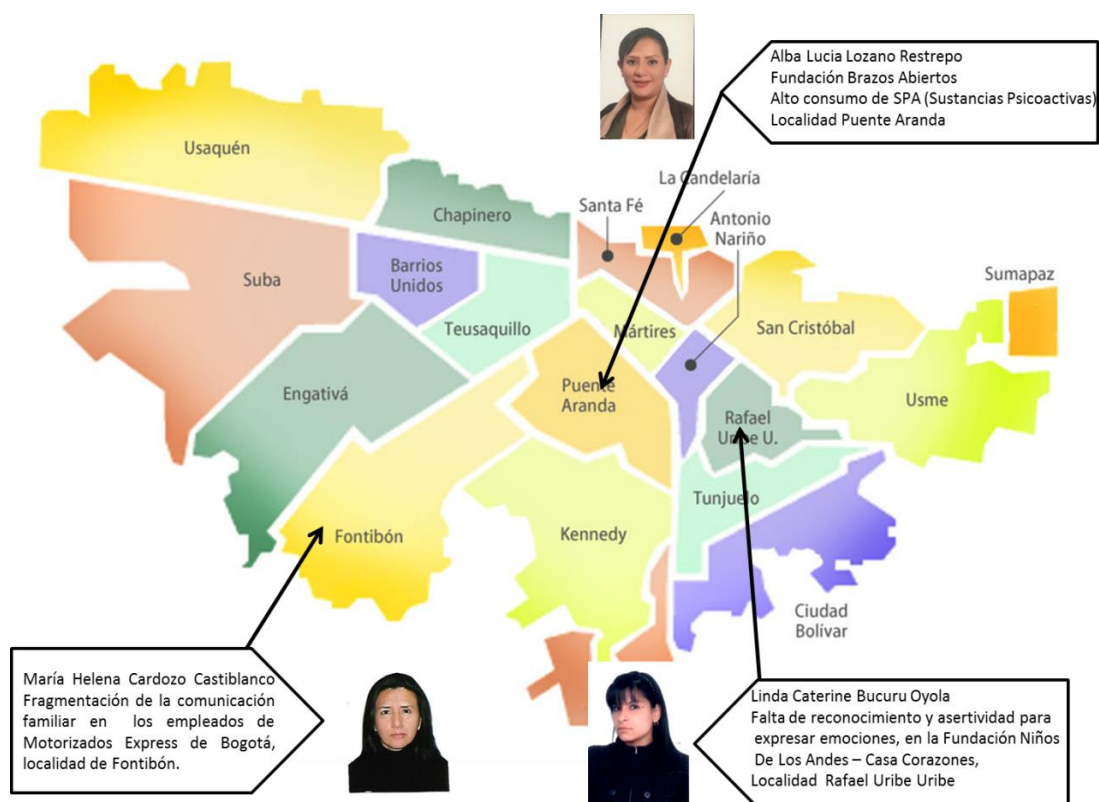 Alba Lucia Lozano Restrepo
Fundación Brazos Abiertos
Alto consumo de SPA (Sustancias Psicoactivas)
Localidad Puente Aranda
Usaquén
La Candelaría
Santa Fé
Antonio
Nariño
Chapinero
Barrios
Unidos
Suba
Sumapaz
Teusaquillo
Mártires
San Cristóbal
Engativá
Puente
Aranda
Usme
Rafael
Uribe U.
Tunjuelo
Fontibón
Kennedy
Ciudad
Bolívar
María Helena Cardozo Castiblanco
Fragmentación de la comunicación
familiar en los empleados de
Motorizados Express de Bogotá,
localidad de Fontibón.
Linda Caterine Bucuru Oyola
Falta de reconocimiento y asertividad para
expresar emociones, en la Fundación Niños
De Los Andes – Casa Corazones,
Localidad Rafael Uribe Uribe